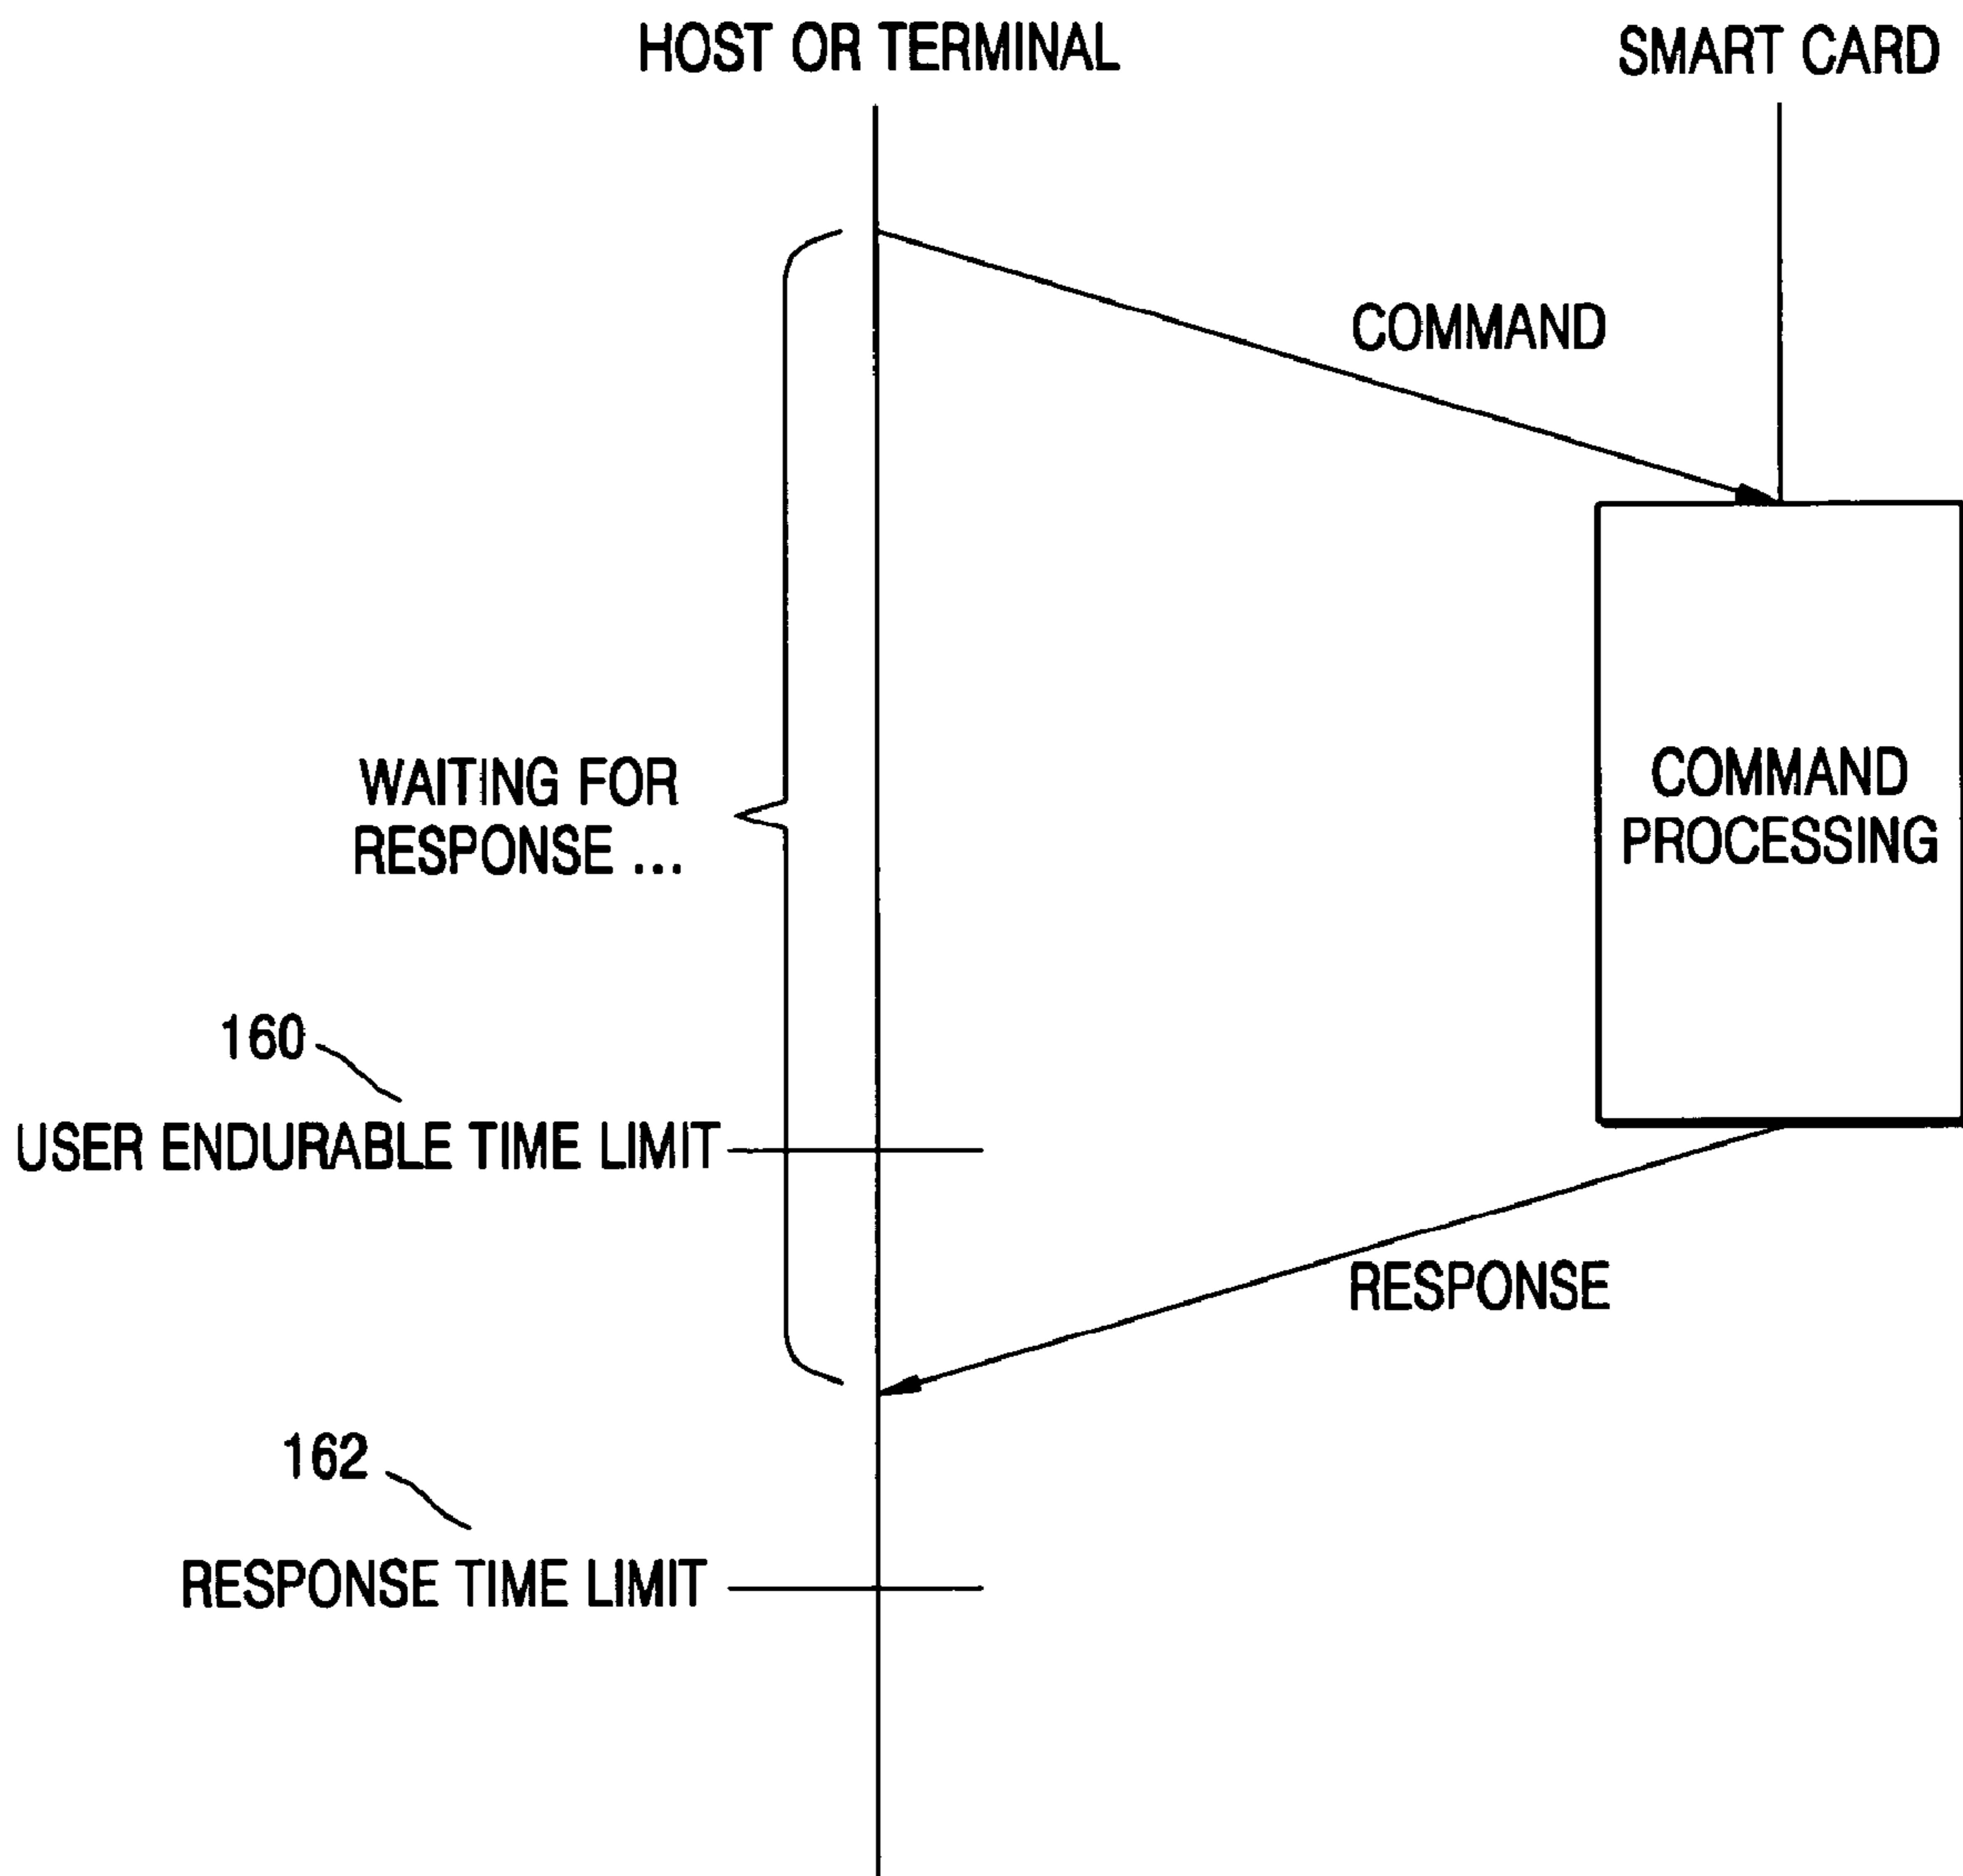 HOST OR TERMINAL
SMART CARD
COMMAND
WAITING FOR
RESPONSE ...
COMMAND
PROCESSING
160
USER ENDURABLE TIME LIMIT
RESPONSE
162
RESPONSE TIME LIMIT